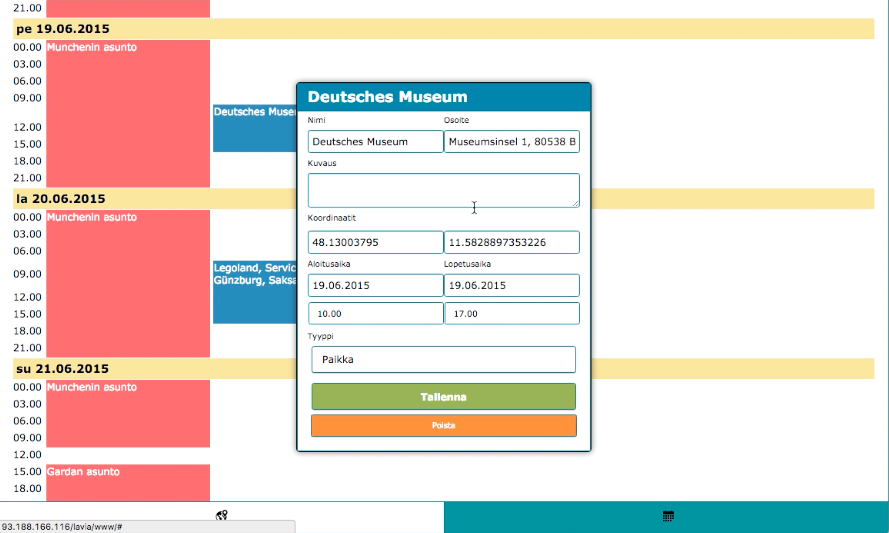 21.00
pe 19.06.2015
00.00 Munchenin asunto
03.00
06.00
09.00
Deutsches Muse
12.00
15.00
18.00
21.00
la 20.06.2015
00.00 Munchenin asunto
03.00
06.00
09.00
Legoland, Servic
Günzburg, Saksa
12.00
15.00
18.00
21.00
su 21.06.2015
00.00 Munchenin asunto
03.00
06.00
09.00
12.00
15.00 Gardan asunto
18.00
Deutsches Museum
Nimi Osoite
Deutsches Museum Museumsinsel 1, 80538 B
Kuvaus
Koordinaatit
48.13003795 11.5828897353226
Aloitusaika Lopetusaika
19.06.2015 19.06.2015
10.00 17.00
Tyyppi
Paikka
Tallenna
Poista
93.188.166.116/lavia/www/#